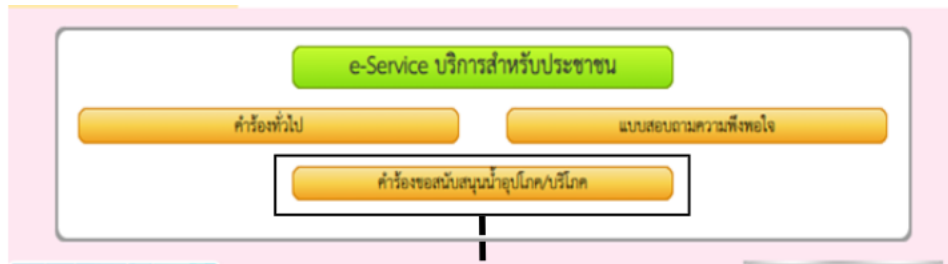 e-Service บริการสำหรับประชาชน
คำร้องทั่วไป
แบบสอบถามความพึงพอใจ
คำร้องขอสนับสนุนน้ำอุปโภค/บริโภค